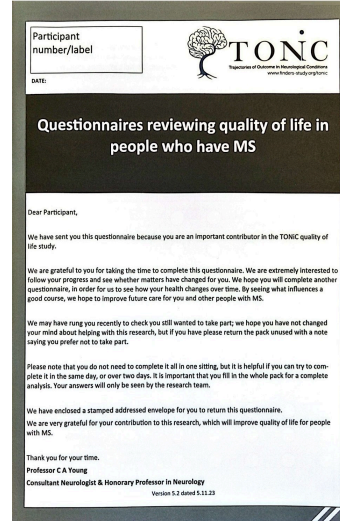 Participant
number/label
TONiC
Trajectories of Outcome in Neurological Conditions
www.finders-study.org/tonic
DATE:
Questionnaires reviewing quality of life in
people who have MS
Dear Participant,
We have sent you this questionnaire because you are an important contributor in the TONiC quality of
life study.
We are grateful to you for taking the time to complete this questionnaire. We are extremely interested to
follow your progress and see whether matters have changed for you. We hope you will complete another
questionnaire, in order for us to see how your health changes over time. By seeing what influences a
good course, we hope to improve future care for you and other people with MS.
We may have rung you recently to check you still wanted to take part; we hope you have not changed
your mind about helping with this research, but if you have please return the pack unused with a note
saying you prefer not to take part.
Please note that you do not need to complete it all in one sitting, but it is helpful if you can try to com-
plete it in the same day, or over two days. It is important that you fill in the whole pack for a complete
analysis. Your answers will only be seen by the research team.
We have enclosed a stamped addressed envelope for you to return this questionnaire.
We are very grateful for your contribution to this research, which will improve quality of life for people
with MS.
Thank you for your time.
Professor C A Young
Consultant Neurologist & Honorary Professor in Neurology
Version 5.2 dated 5.11.23